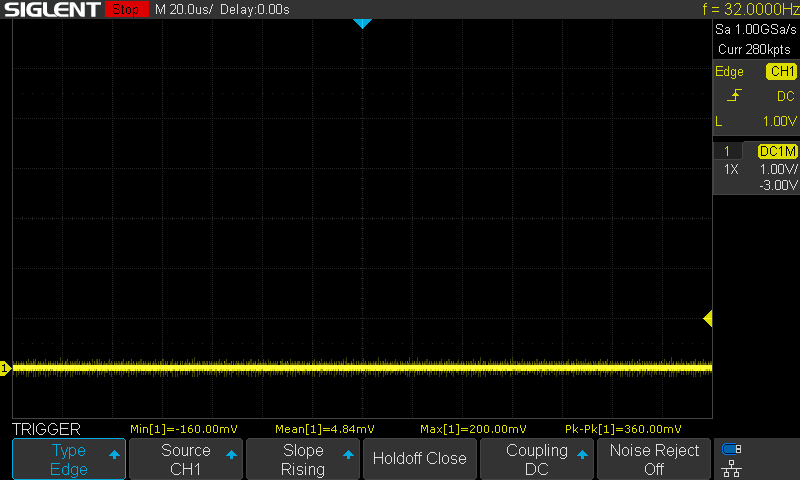 SIGLENT Stop M 20.0us/ Delay:0.00s f = 32.0000Hz
Sa 1.00GSa/s
Curr 280kpts
Edge CH1
DC
L 1.00V
1 DC1M
1X 1.00V/
-3.00V
1
TRIGGER Min[1]=-160.00mV Mean[1]=4.84mV Max[1]=200.00mV Pk-Pk[1]=360.00mV
Type Source Slope Holdoff Close Coupling Noise Reject
Edge CH1 Rising DC Off